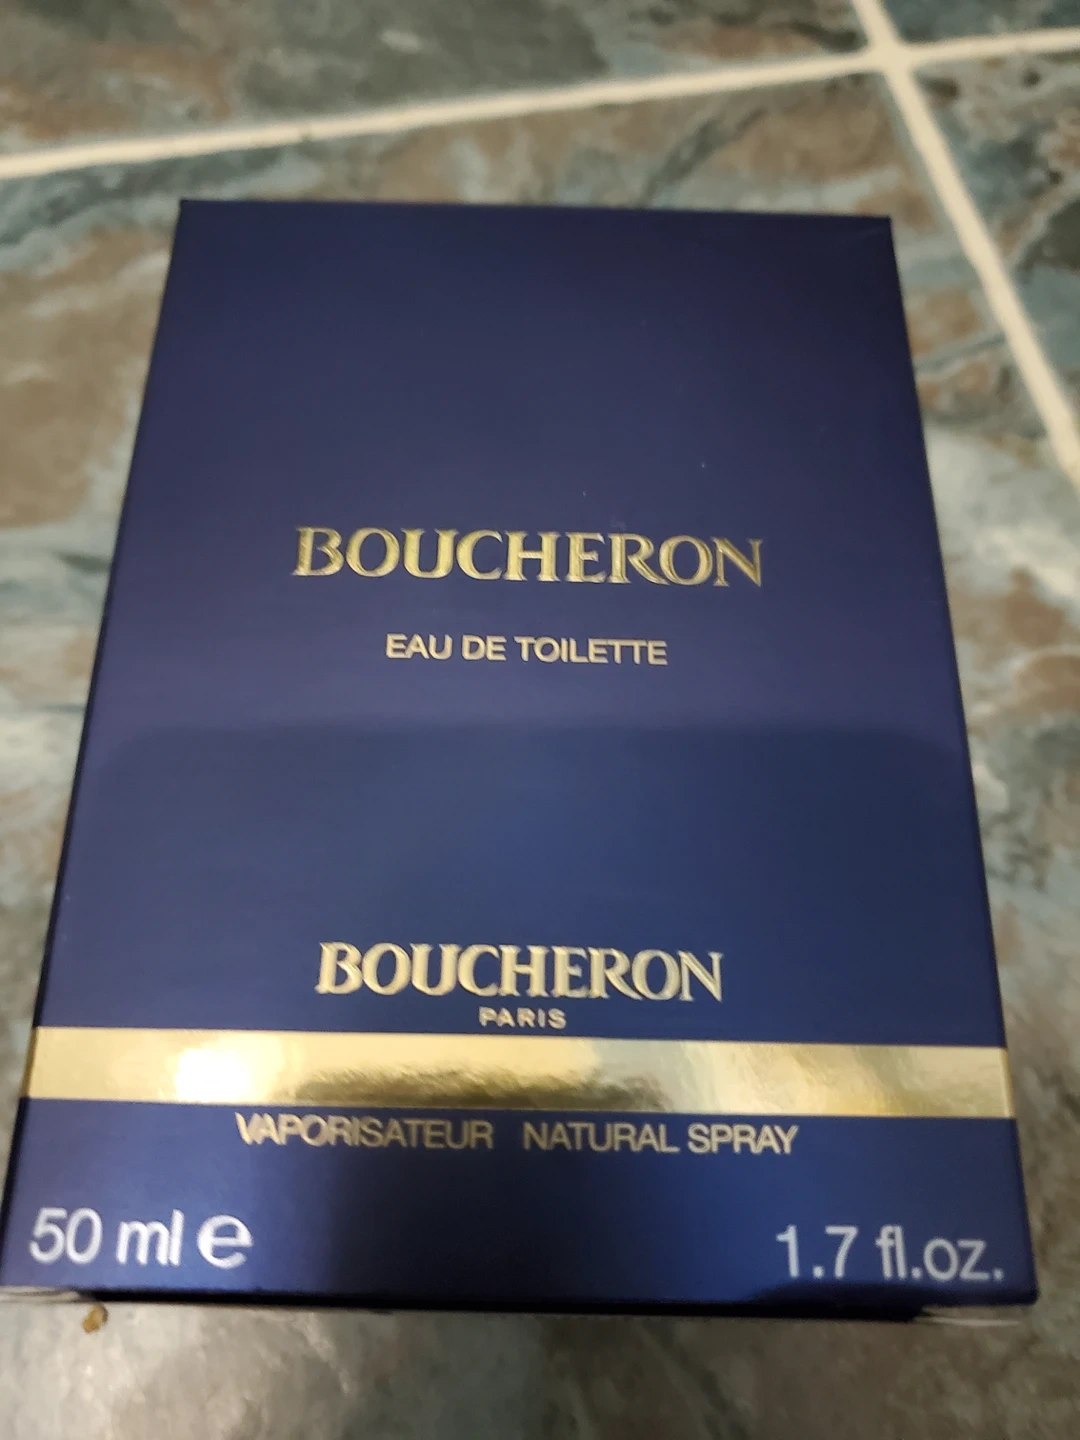 BOUCHERON
EAU DE TOILETTE
BOUCHERON
PARIS
VAPORISATEUR NATURAL SPRAY
50 ml ℮ 1.7 fl.oz.